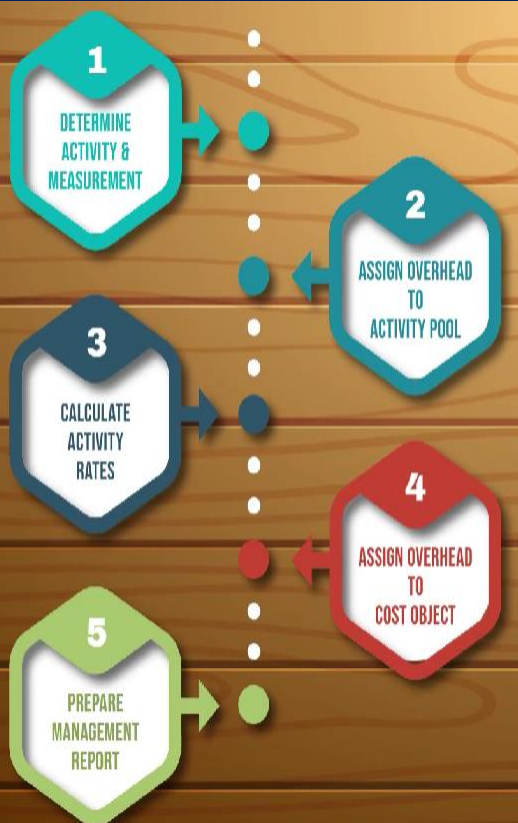 1
DETERMINE
ACTIVITY &
MEASUREMENT
2
ASSIGN OVERHEAD
TO
ACTIVITY POOL
3
CALCULATE
ACTIVITY
RATES
4
ASSIGN OVERHEAD
TO
COST OBJECT
5
PREPARE
MANAGEMENT
REPORT